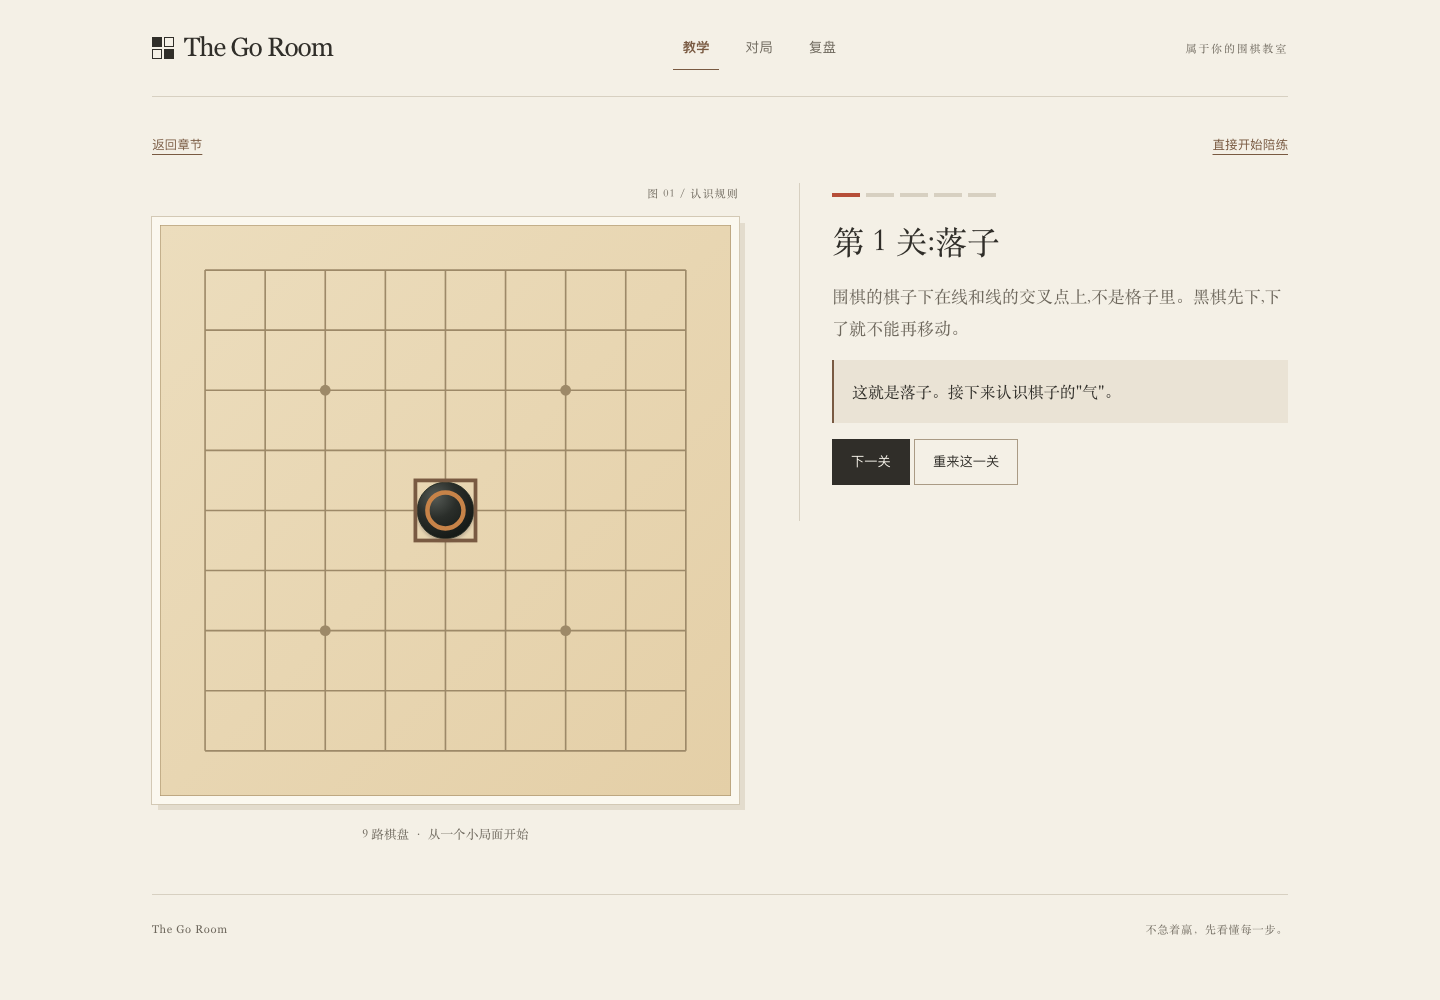 The Go Room
教学
对局
复盘
属于你的围棋教室
返回章节
直接开始陪练
图 01 / 认识规则
第 1 关:落子
围棋的棋子下在线和线的交叉点上,不是格子里。黑棋先下,下
了就不能再移动。
这就是落子。接下来认识棋子的"气"。
下一关
重来这一关
9 路棋盘 · 从一个小局面开始
The Go Room
不急着赢．先看懂每一步。